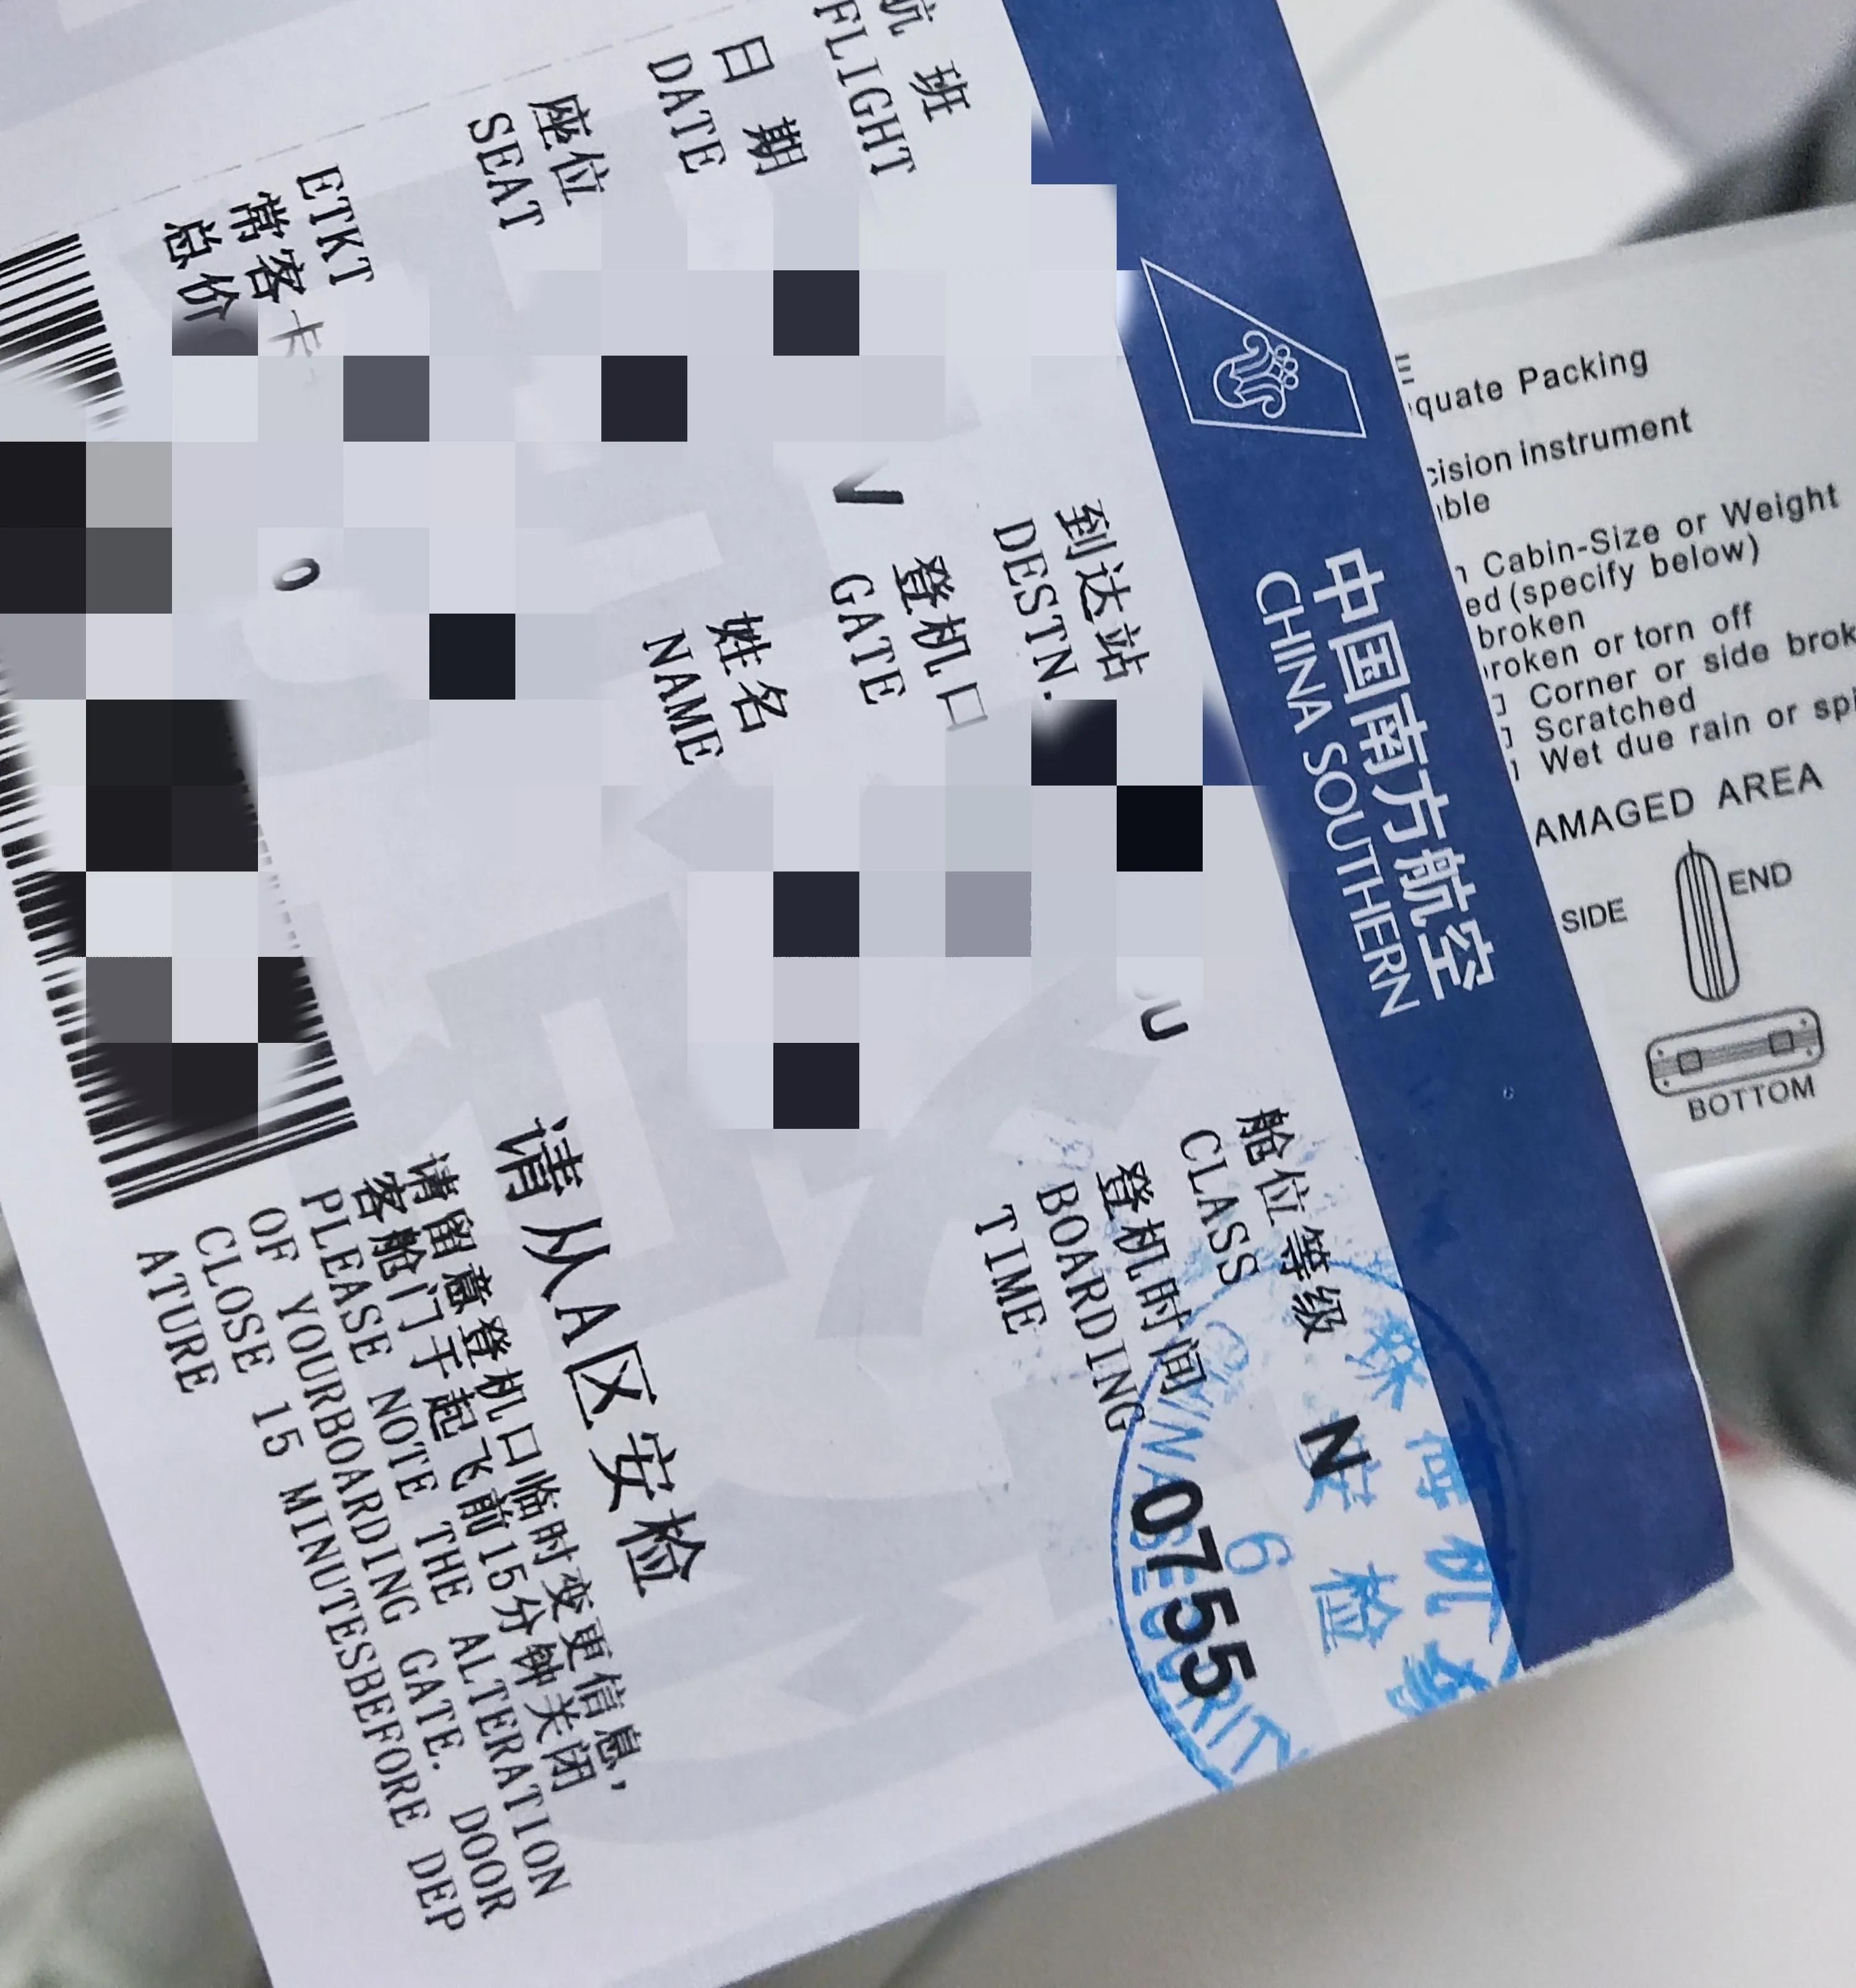 中国南方航空
CHINA SOUTHERN
航 班
FLIGHT
日 期
DATE
座位
SEAT
ETKT
常客卡
总价
到达站
DESTN.
登机口
GATE
姓名
NAME
舱位等级
CLASS
N
登机时间
BOARDING
TIME
0755
请从A区安检
请留意登机口临时变更信息,
客舱门于起飞前15分钟关闭
PLEASE NOTE THE ALTERATION
OF YOURBOARDING GATE. DOOR
CLOSE 15 MINUTESBEFORE DEP
ATURE
安 检
6
quate Packing
cision instrument
ible
Cabin-Size or Weight
ed (specify below)
broken
roken or torn off
Corner or side brok
Scratched
Wet due rain or spi
AMAGED AREA
SIDE
END
BOTTOM